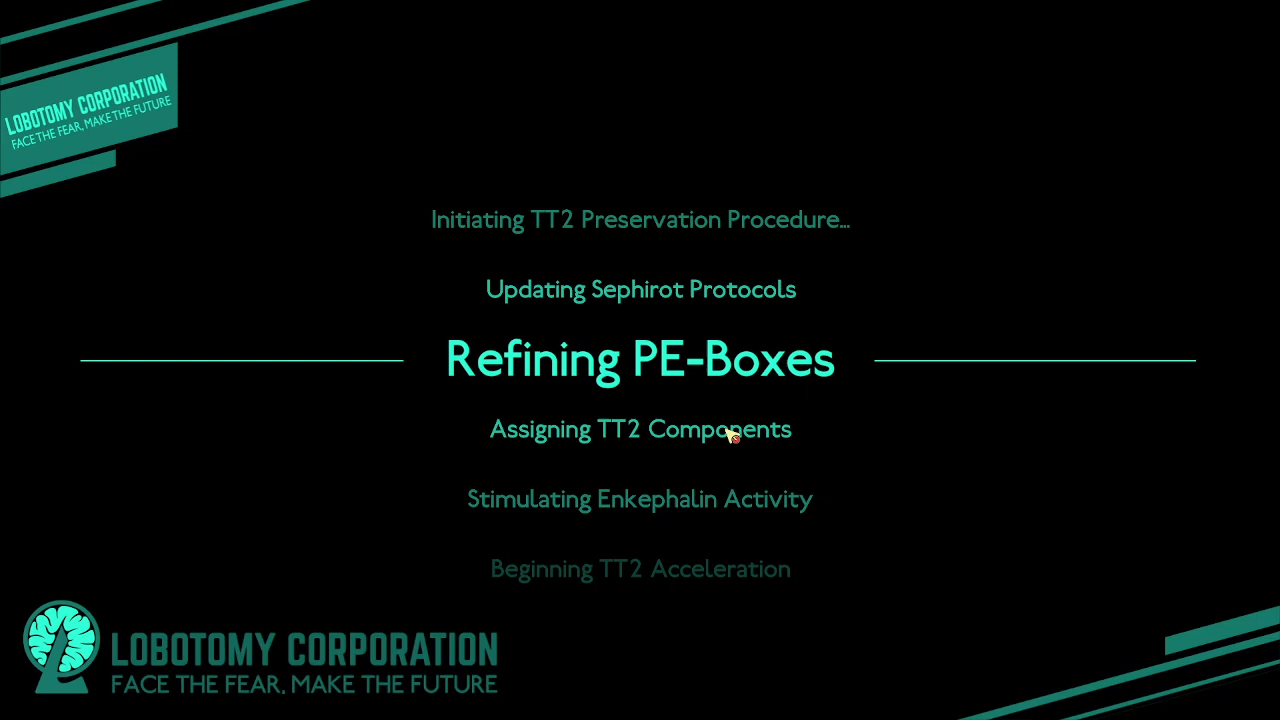 LOBOTOMY CORPORATION
FACE THE FEAR, MAKE THE FUTURE
Initiating TT2 Preservation Procedure...
Updating Sephirot Protocols
Refining PE-Boxes
Assigning TT2 Components
Stimulating Enkephalin Activity
Beginning TT2 Acceleration
LOBOTOMY CORPORATION
FACE THE FEAR, MAKE THE FUTURE